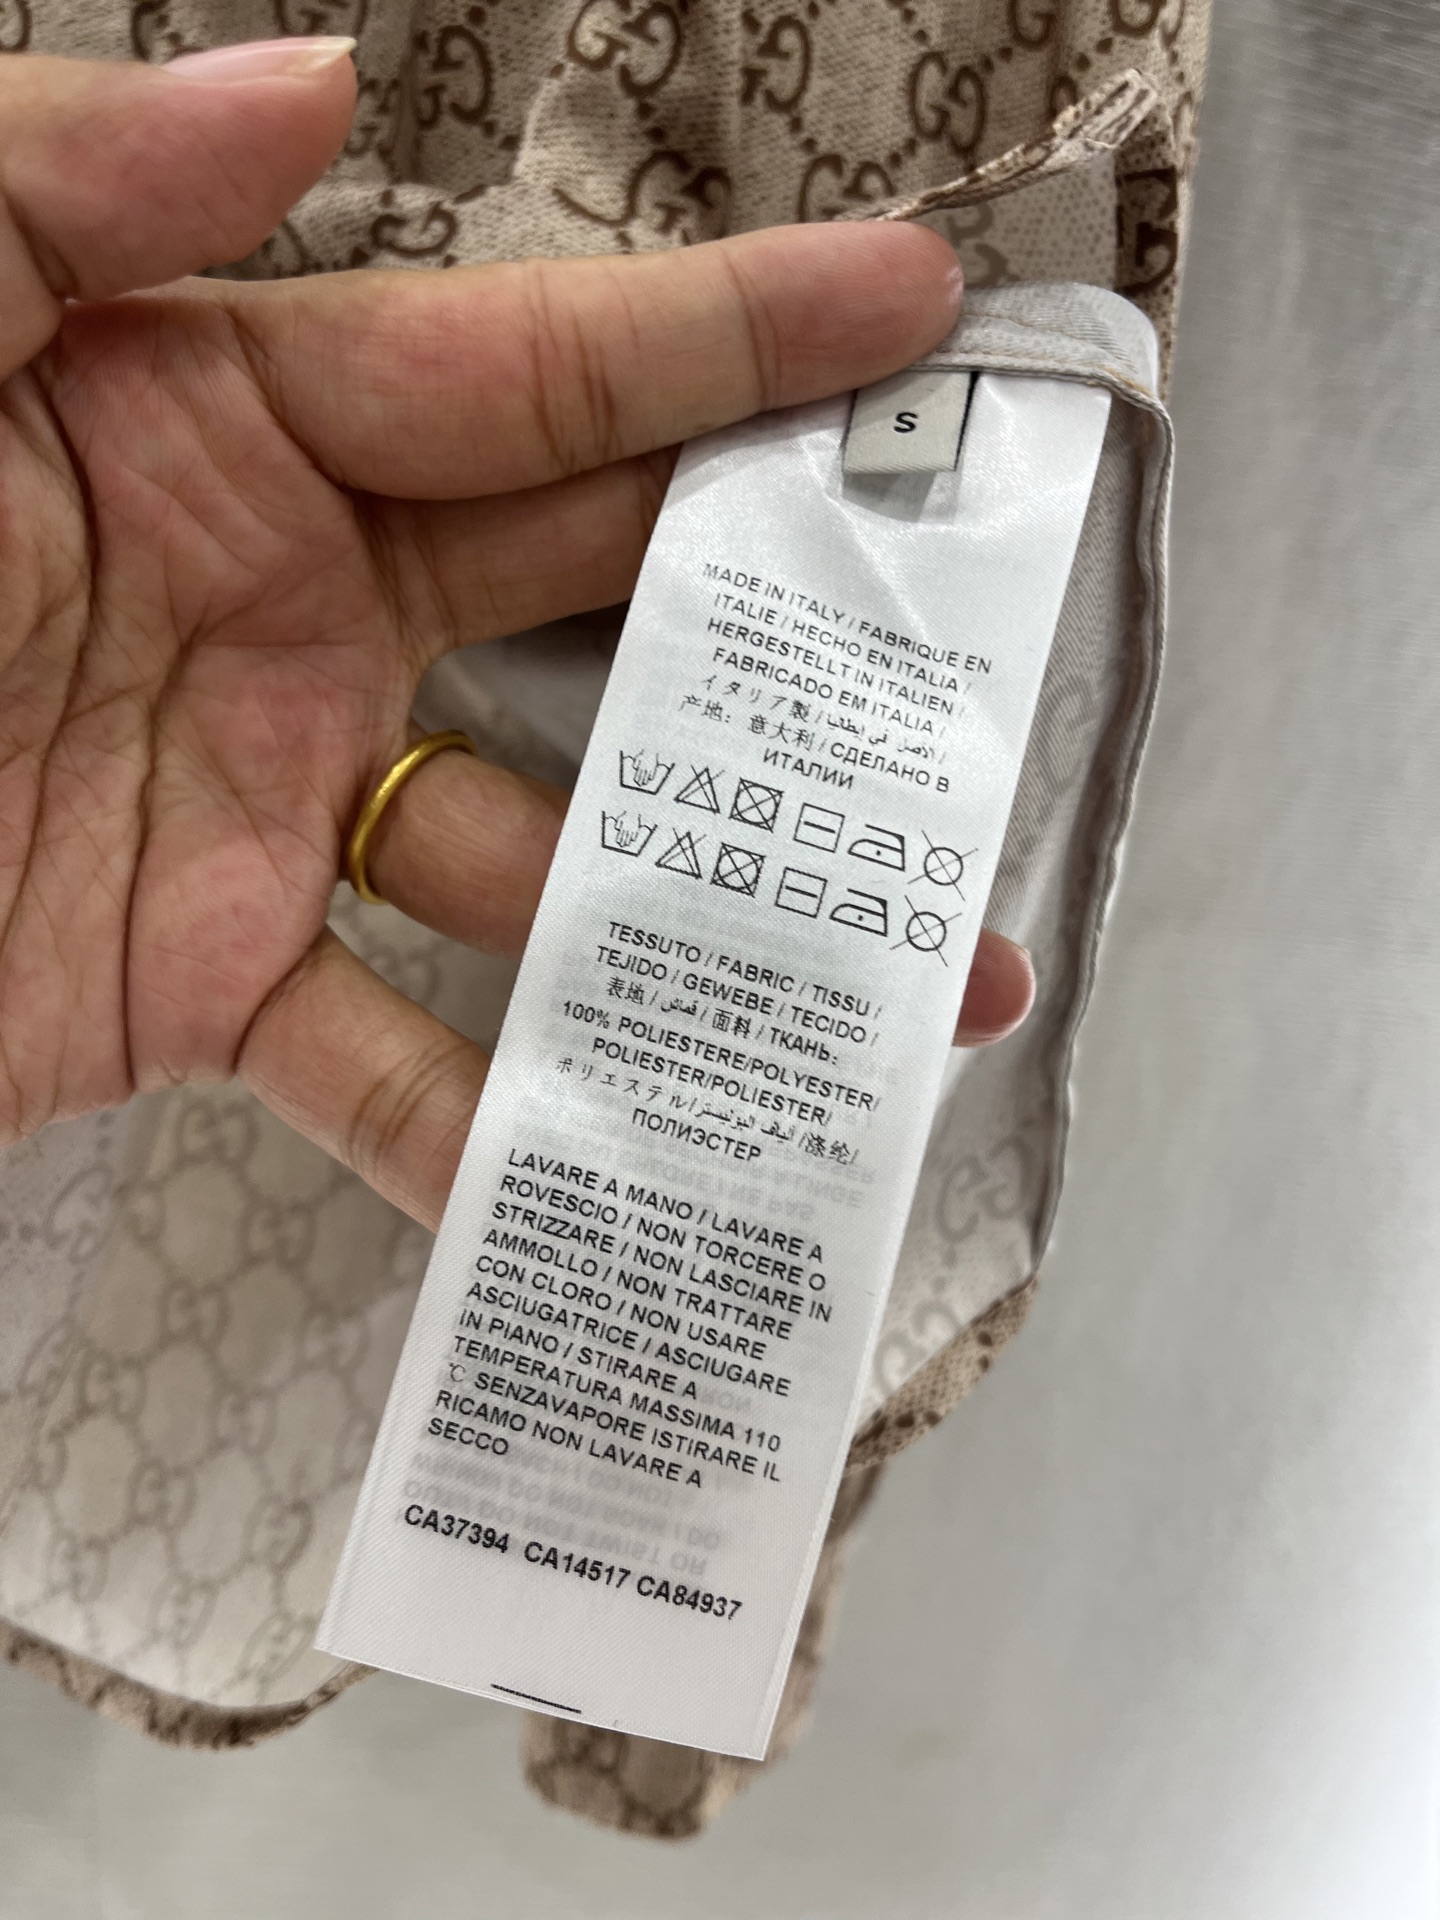 S
MADE IN ITALY / FABRIQUE EN
ITALIE / HECHO EN ITALIA /
HERGESTELLT IN ITALIEN /
FABRICADO EM ITALIA /
イタリア製 / الأصل في إيطاليا /
产地：意大利 / СДЕЛАНО В
ИТАЛИИ
TESSUTO / FABRIC / TISSU /
TEJIDO / GEWEBE / TECIDO /
表地 / قماش / 面料 / ТКАНЬ:
100% POLIESTERE/POLYESTER/
POLIESTER/POLIESTER/
ポリエステル/ألياف البوليستر/涤纶/
ПОЛИЭСТЕР
LAVARE A MANO / LAVARE A
ROVESCIO / NON TORCERE O
STRIZZARE / NON LASCIARE IN
AMMOLLO / NON TRATTARE
CON CLORO / NON USARE
ASCIUGATRICE / ASCIUGARE
IN PIANO / STIRARE A
TEMPERATURA MASSIMA 110
℃ SENZAVAPORE ISTIRARE IL
RICAMO NON LAVARE A
SECCO
CA37394 CA14517 CA84937